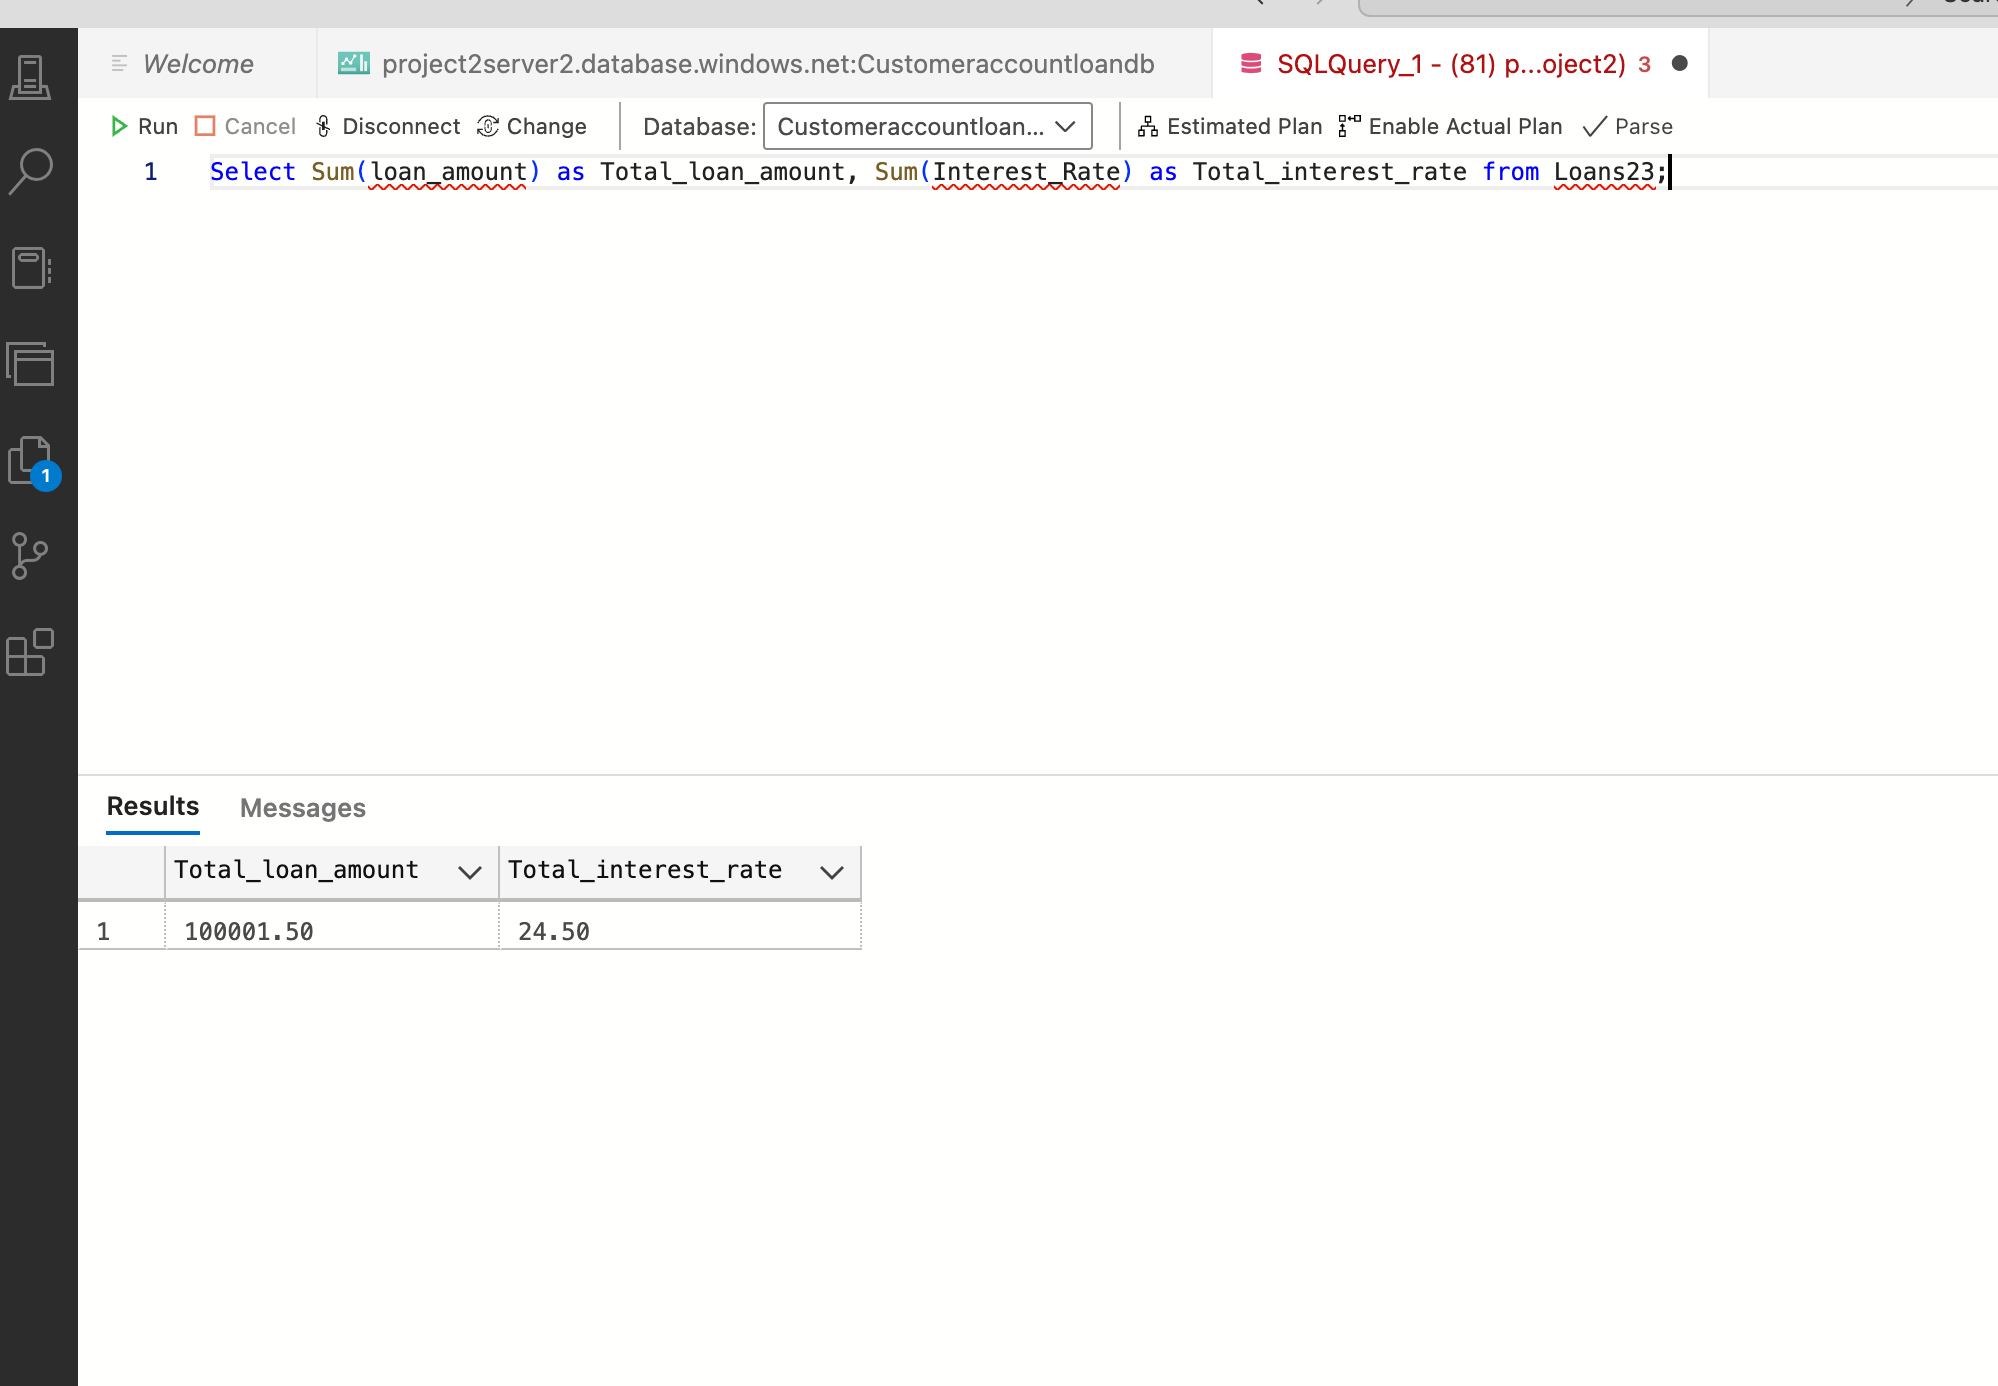 Welcome
project2server2.database.windows.net:Customeraccountloandb
SQLQuery_1 - (81) p...oject2) 3
Run Cancel Disconnect Change Database: Customeraccountloan... Estimated Plan Enable Actual Plan Parse
1 Select Sum(loan_amount) as Total_loan_amount, Sum(Interest_Rate) as Total_interest_rate from Loans23;
1
Results Messages
Total_loan_amount Total_interest_rate
1 100001.50 24.50